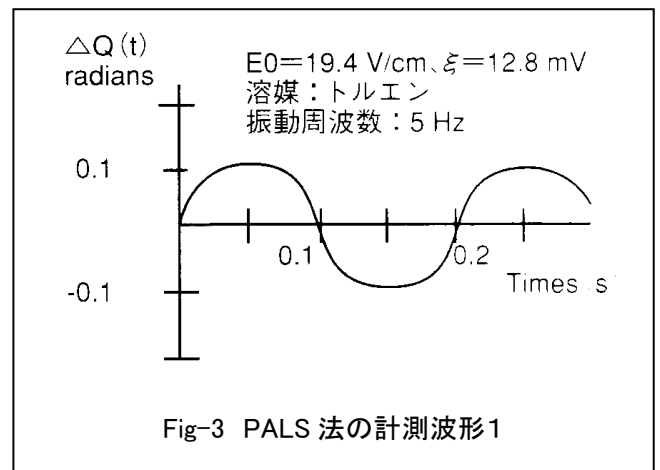 △Q (t)
radians
E0=19.4 V/cm、ξ=12.8 mV
溶媒：トルエン
振動周波数：5 Hz
0.1
0.1
0.2
-0.1
Times s
Fig-3 PALS 法の計測波形1